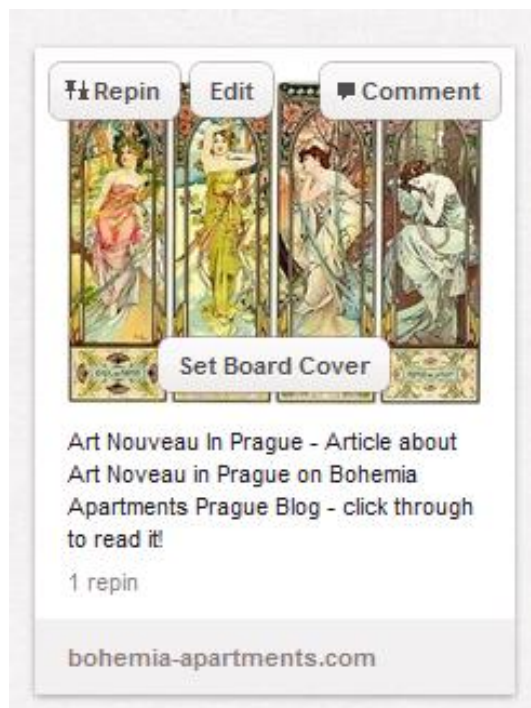 Repin Edit Comment
Set Board Cover
Art Nouveau In Prague - Article about
Art Noveau in Prague on Bohemia
Apartments Prague Blog - click through
to read it!
1 repin
bohemia-apartments.com